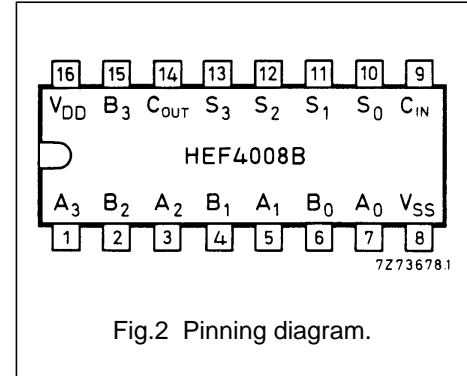 16 15 14 13 12 11 10 9
VDD B3 COUT S3 S2 S1 S0 CIN
HEF4008B
A3 B2 A2 B1 A1 B0 A0 VSS
1 2 3 4 5 6 7 8
7Z73678.1
Fig.2 Pinning diagram.